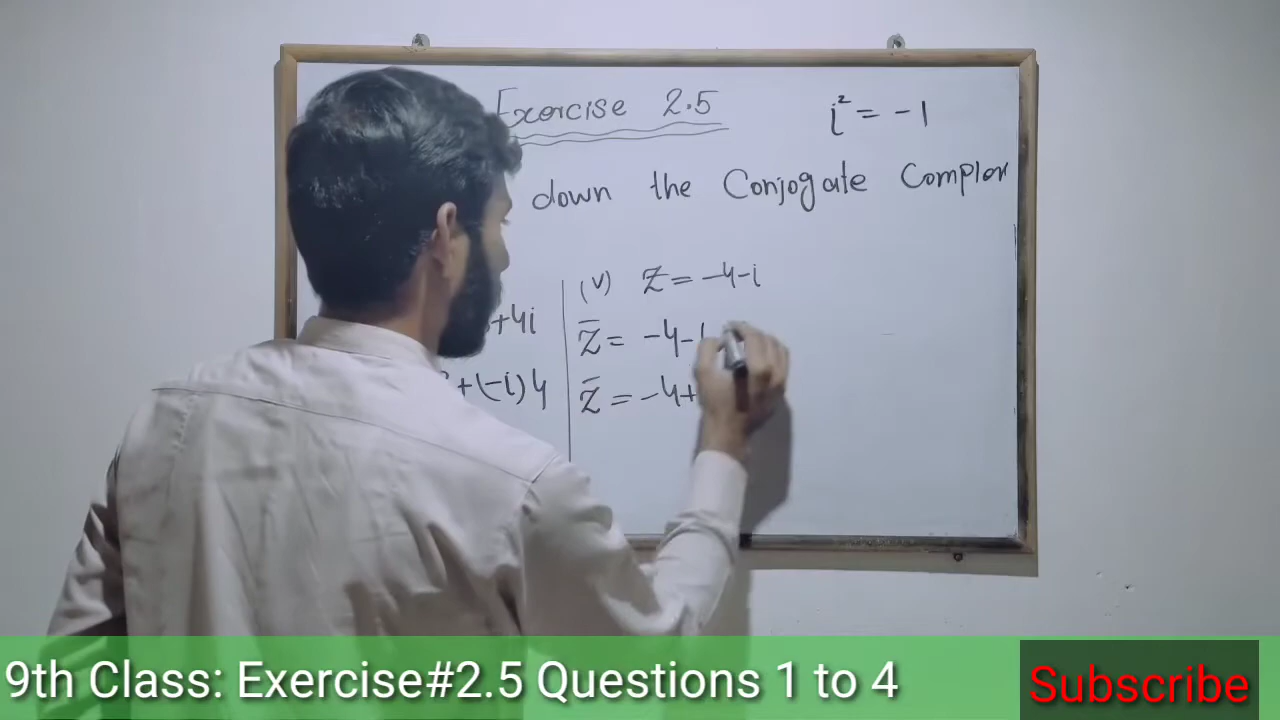 Exercise 2.5
i² = -1
down the Conjogate Complex
+4i
+(-i)4
(v) Z = -4-i
Z̅ = -4-
Z̅ = -4+
9th Class: Exercise#2.5 Questions 1 to 4
Subscribe